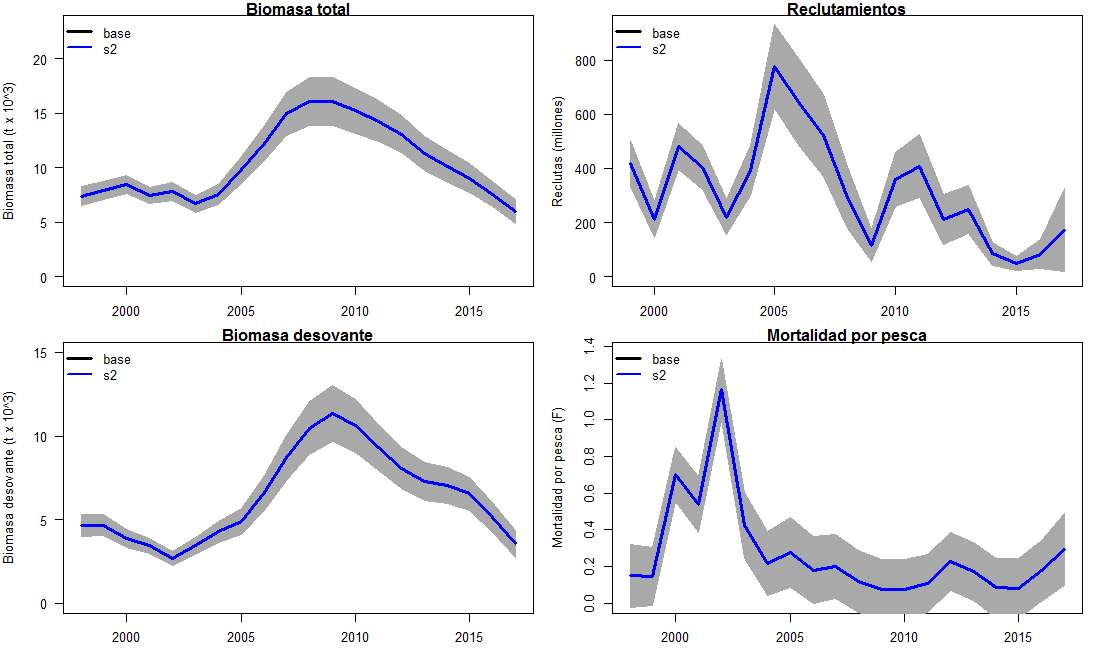 Biomasa total
Biomasa total (t x 10^3)
base
s2
20
15
10
5
0
2000
2005
2010
2015
Reclutamientos
Reclutas (millones)
base
s2
800
600
400
200
0
2000
2005
2010
2015
Biomasa desovante
Biomasa desovante (t x 10^3)
base
s2
15
10
5
0
2000
2005
2010
2015
Mortalidad por pesca
Mortalidad por pesca (F)
base
s2
1.4
1.2
1.0
0.8
0.6
0.4
0.2
0.0
2000
2005
2010
2015